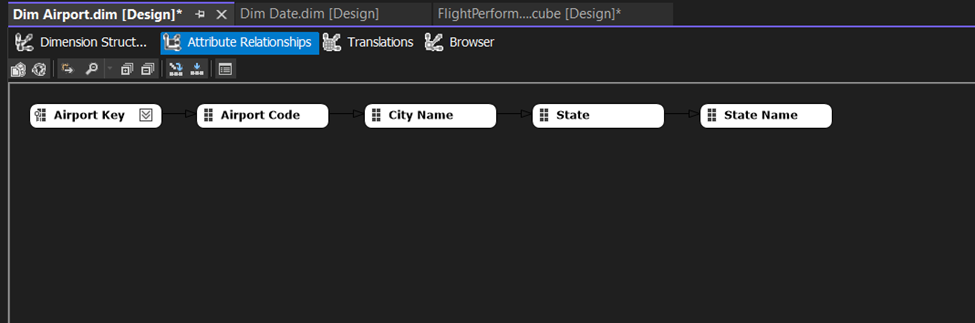 Dim Airport.dim [Design]* Dim Date.dim [Design] FlightPerform....cube [Design]*
Dimension Struct... Attribute Relationships Translations Browser
Airport Key Airport Code City Name State State Name